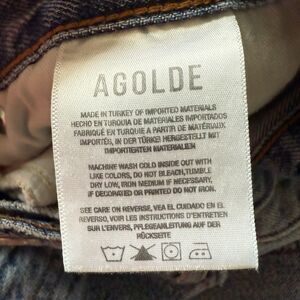 AGOLDE
MADE IN TURKEY OF IMPORTED MATERIALS
HECHO EN TURQUIA DE MATERIALES IMPORTADOS
FABRIQUÉ EN TURQUIE A PARTIR DE MATÉRIAUX
IMPORTÉS, IN DER TÜRKEI HERGESTELLT MIT
IMPORTIERTEN MATERIALIEN
MACHINE WASH COLD INSIDE OUT WITH
LIKE COLORS, DO NOT BLEACH, TUMBLE
DRY LOW, IRON MEDIUM IF NECESSARY.
IF DECORATED OR PRINTED DO NOT IRON.
SEE CARE ON REVERSE, VEA EL CUIDADO EN EL
REVERSO, VOIR LES INSTRUCTIONS D'ENTRETIEN
SUR L'ENVERS, PFLEGEANLEITUNG AUF DER
RÜCKSEITE